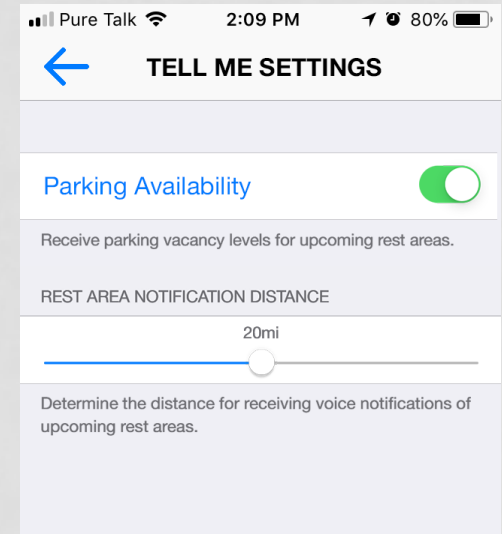 Pure Talk 2:09 PM 80%
TELL ME SETTINGS
Parking Availability
Receive parking vacancy levels for upcoming rest areas.
REST AREA NOTIFICATION DISTANCE
20mi
Determine the distance for receiving voice notifications of
upcoming rest areas.